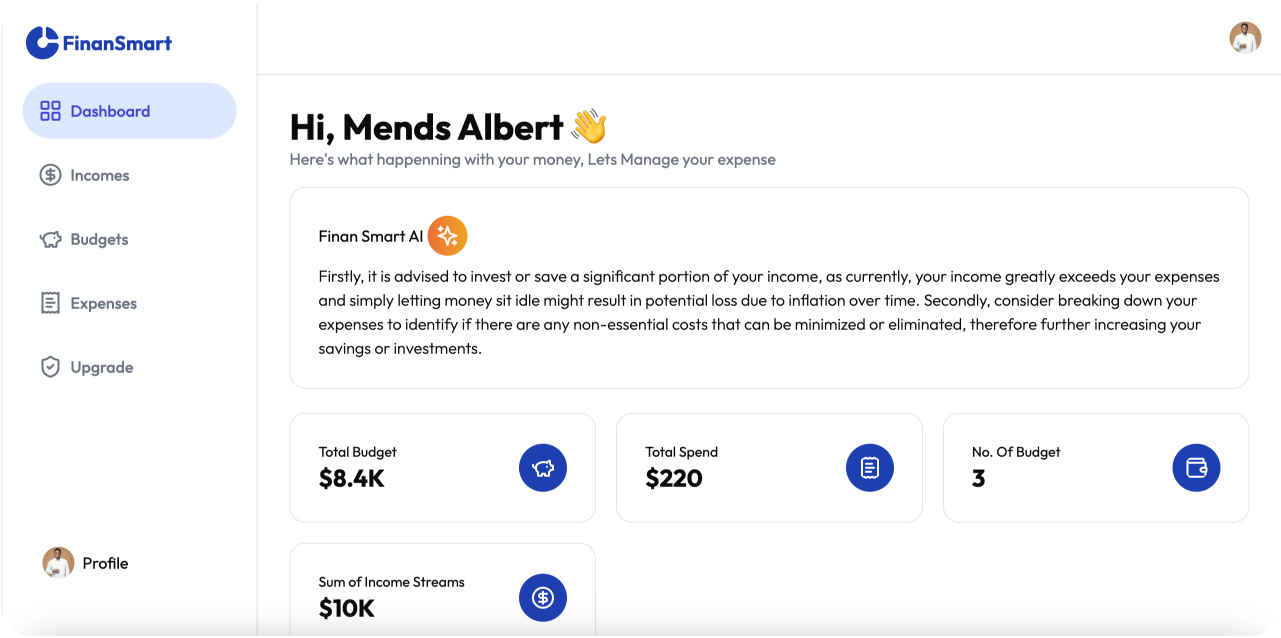 FinanSmart
Dashboard
Incomes
Budgets
Expenses
Upgrade
Profile
Hi, Mends Albert 👋
Here's what happenning with your money, Lets Manage your expense
Finan Smart AI
Firstly, it is advised to invest or save a significant portion of your income, as currently, your income greatly exceeds your expenses
and simply letting money sit idle might result in potential loss due to inflation over time. Secondly, consider breaking down your
expenses to identify if there are any non-essential costs that can be minimized or eliminated, therefore further increasing your
savings or investments.
Total Budget
$8.4K
Total Spend
$220
No. Of Budget
3
Sum of Income Streams
$10K